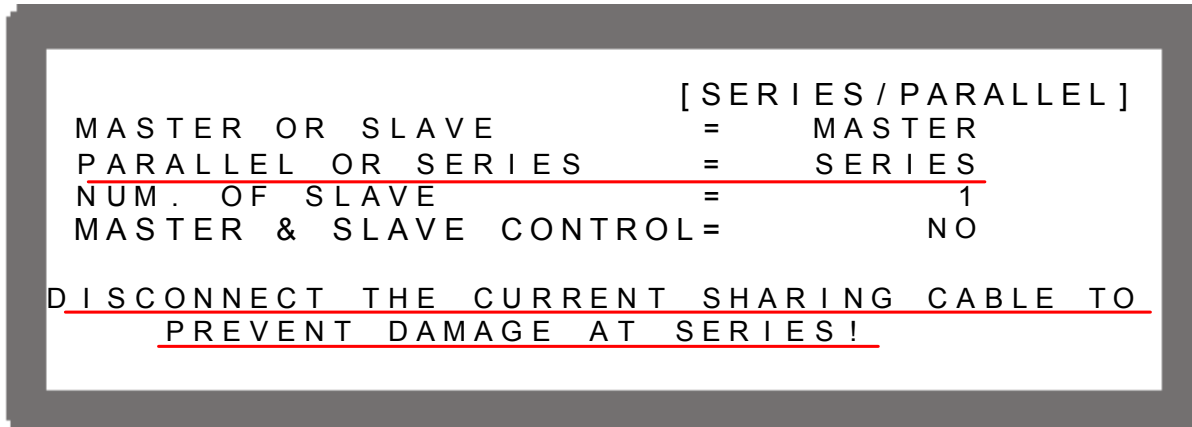 [SERIES/PARALLEL]
MASTER OR SLAVE = MASTER
PARALLEL OR SERIES = SERIES
NUM. OF SLAVE = 1
MASTER & SLAVE CONTROL= NO
DISCONNECT THE CURRENT SHARING CABLE TO
PREVENT DAMAGE AT SERIES!